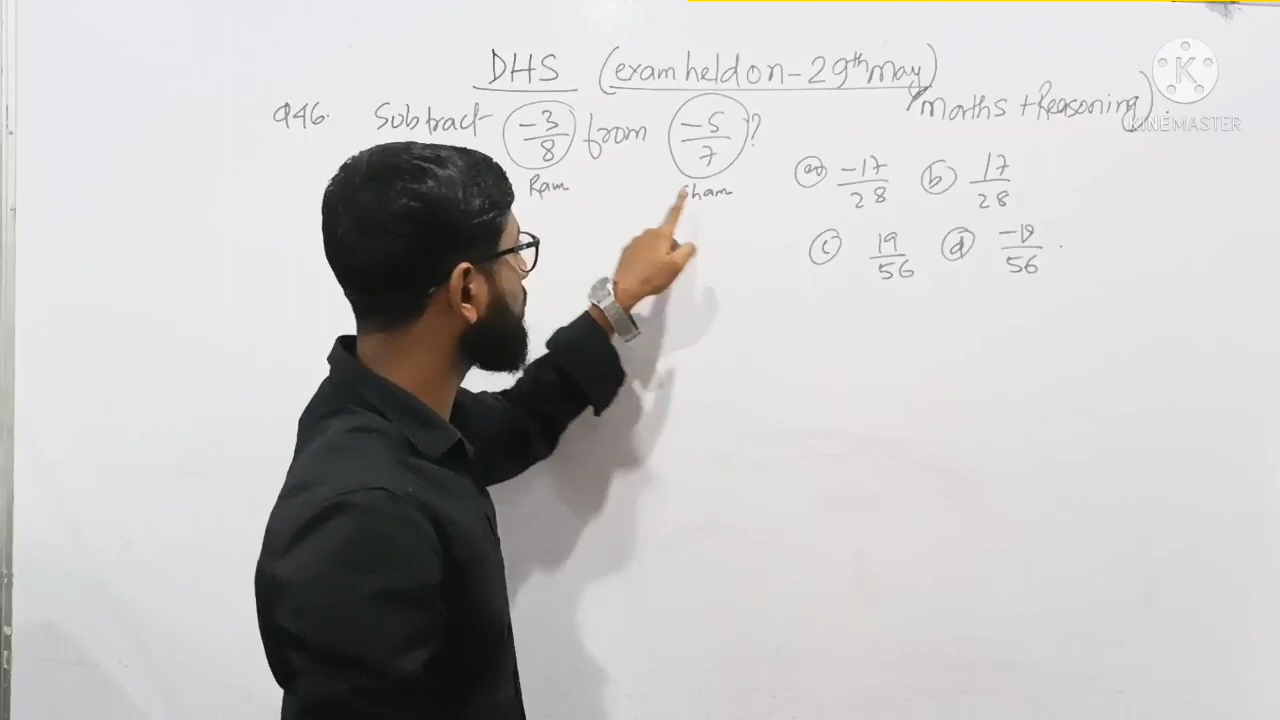 DHS (exam held on - 29th May)
Maths + Reasoning)
Q46. Subtract -3/8 from -5/7?
Ram Sham
(a) -17/28 (b) 17/28
(c) 19/56 (d) -19/56
K
KINEMASTER